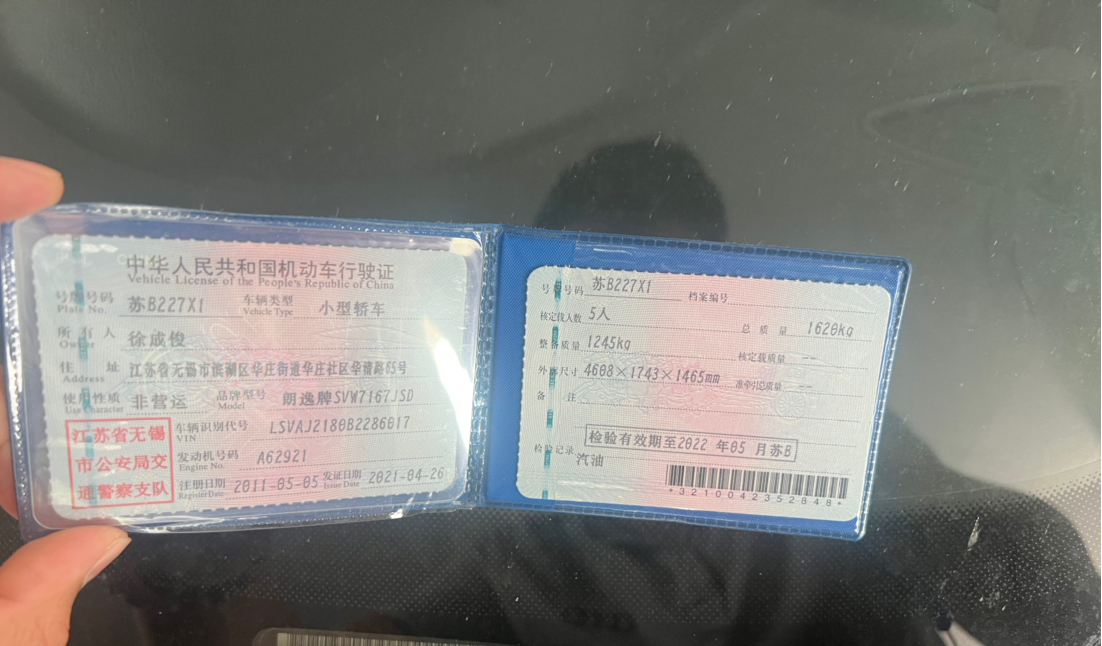 中华人民共和国机动车行驶证
Vehicle License of the People's Republic of China
号牌号码 苏B227X1 车辆类型 小型轿车
Plate No. Vehicle Type
所有人 徐成俊
Owner
住址 江苏省无锡市滨湖区华庄街道华庄社区华清路65号
Address
使用性质 非营运 品牌型号 朗逸牌SVW7167JSD
Use Character Model
江苏省无锡
市公安局交
通警察支队
车辆识别代号 LSVAJ2180B2286017
VIN
发动机号码 A62921
Engine No.
注册日期 2011-05-05 发证日期 2021-04-26
Register Date Issue Date
号牌号码 苏B227X1 档案编号
核定载人数 5人 总质量 1620kg
整备质量 1245kg 核定载质量 --
外廓尺寸 4608×1743×1465mm 准牵引总质量 --
备注
检验有效期至2022年05月苏B
检验记录
汽油
*3210042352848*